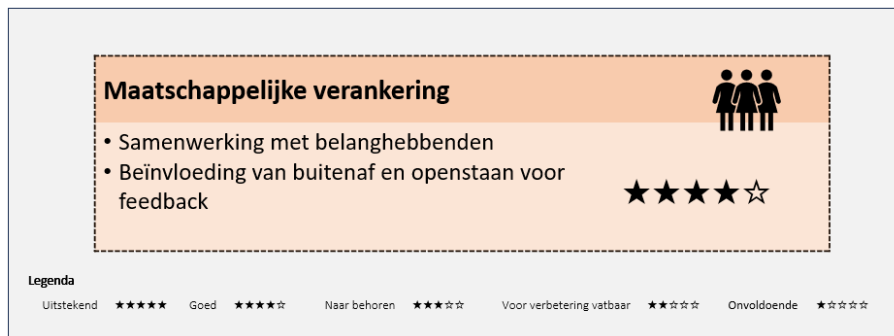 Maatschappelijke verankering
• Samenwerking met belanghebbenden
• Beïnvloeding van buitenaf en openstaan voor
feedback
★★★★☆
Legenda
Uitstekend ★★★★★ Goed ★★★★☆ Naar behoren ★★★☆☆ Voor verbetering vatbaar ★★☆☆☆ Onvoldoende ★☆☆☆☆